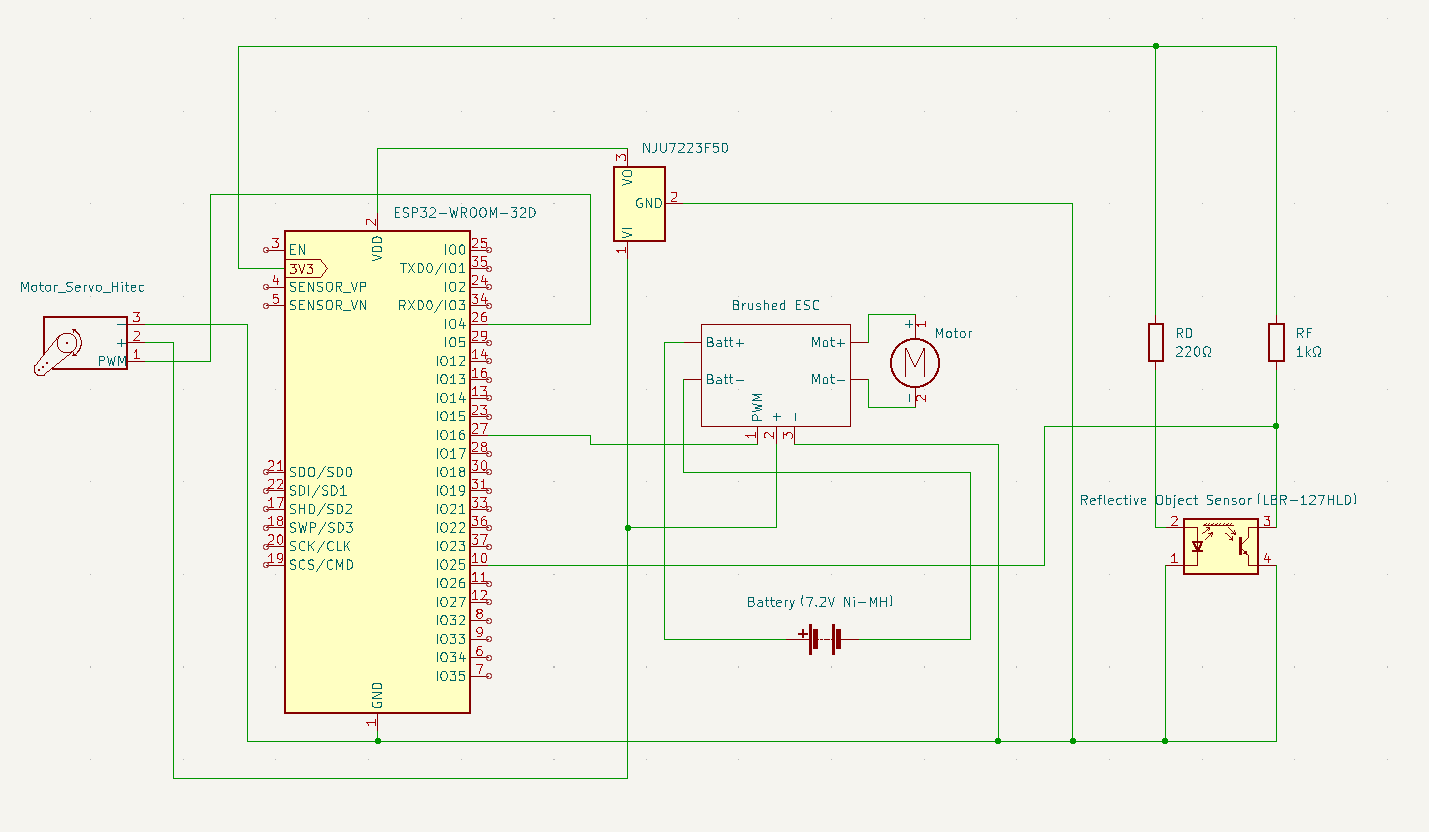 NJU7223F50
3
VO
GND 2
VI
1
ESP32-WROOM-32D
2
VDD
3 EN
3V3
4 SENSOR_VP
5 SENSOR_VN
21 SDO/SD0
22 SDI/SD1
17 SHD/SD2
18 SWP/SD3
20 SCK/CLK
19 SCS/CMD
IO0 25
TXD0/IO1 35
IO2 24
RXD0/IO3 34
IO4 26
IO5 29
IO12 14
IO13 16
IO14 13
IO15 23
IO16 27
IO17 28
IO18 30
IO19 31
IO21 33
IO22 36
IO23 37
IO25 10
IO26 11
IO27 12
IO32 8
IO33 9
IO34 6
IO35 7
GND
1
Motor_Servo_Hitec
− 3
+ 2
PWM 1
Brushed ESC
Batt+ Mot+
Batt− Mot−
PWM + −
1 2 3
+ 1
Motor
M
− 2
RD
220Ω
RF
1kΩ
Reflective Object Sensor (LBR-127HLD)
2 3
1 4
Battery (7.2V Ni-MH)
+